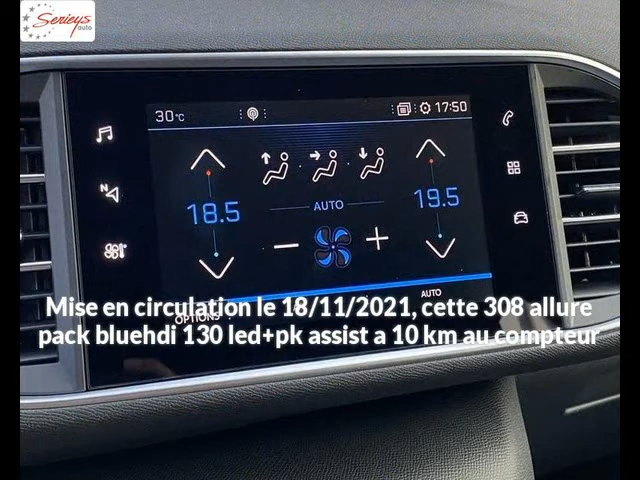 Serieys
auto
30°C
17:50
18.5
19.5
AUTO
N
AUTO
Mise en circulation le 18/11/2021, cette 308 allure
OPTIONS
pack bluehdi 130 led+pk assist a 10 km au compteur